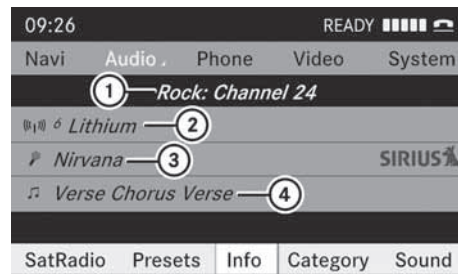 09:26 READY
Navi Audio Phone Video System
1 Rock: Channel 24
6 Lithium 2
Nirvana 3 SIRIUS
Verse Chorus Verse 4
SatRadio Presets Info Category Sound